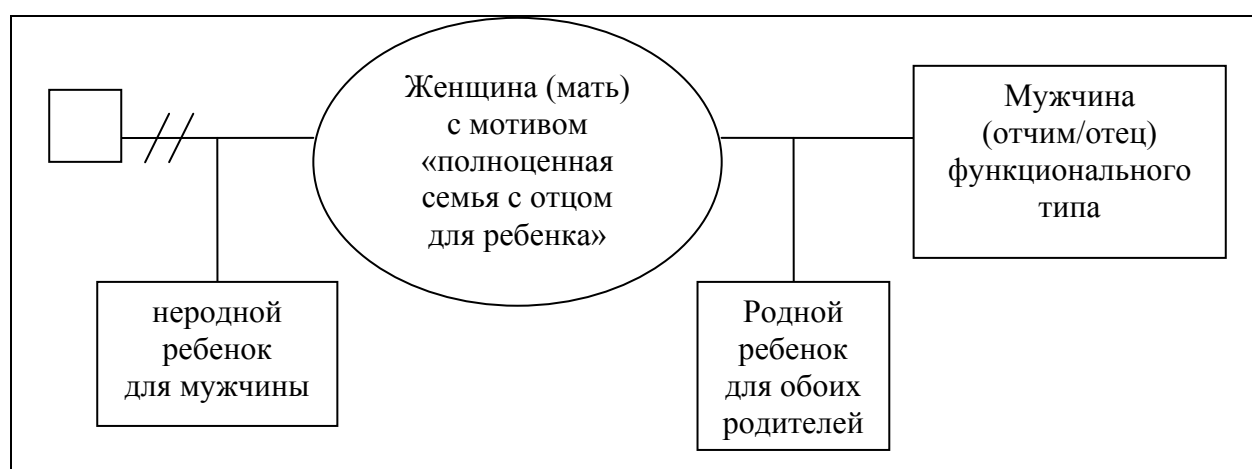 Женщина (мать)
с мотивом
«полноценная
семья с отцом
для ребенка»
Мужчина
(отчим/отец)
функционального
типа
неродной
ребенок
для мужчины
Родной
ребенок
для обоих
родителей